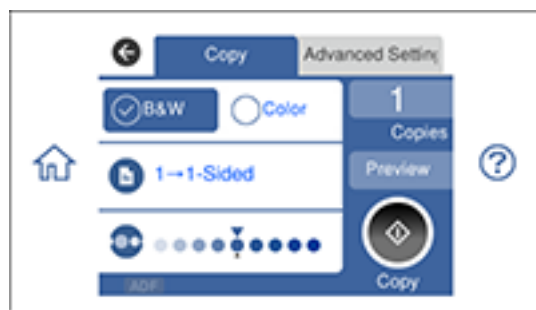 Copy
Advanced Setting
B&W
Color
1
Copies
1→1-Sided
Preview
ADF
Copy